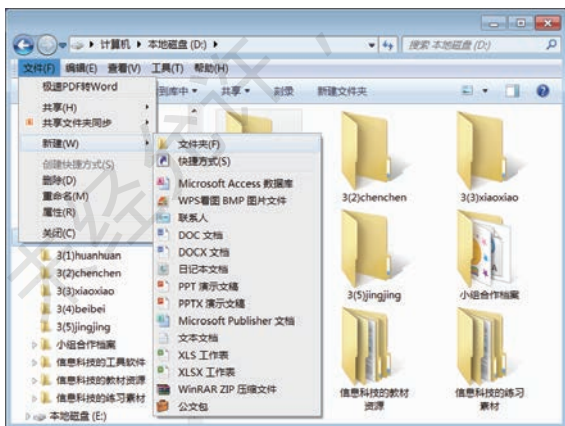 计算机 ▸ 本地磁盘 (D:) ▸
搜索 本地磁盘 (D:)
文件(F) 编辑(E) 查看(V) 工具(T) 帮助(H)
极速PDF转Word
共享(H)
共享文件夹同步
新建(W)
创建快捷方式(S)
删除(D)
重命名(M)
属性(R)
关闭(C)
到库中 共享 刻录 新建文件夹
文件夹(F)
快捷方式(S)
Microsoft Access 数据库
WPS看图 BMP 图片文件
联系人
DOC 文档
DOCX 文档
日记本文档
PPT 演示文稿
PPTX 演示文稿
Microsoft Publisher 文档
文本文档
XLS 工作表
XLSX 工作表
WinRAR ZIP 压缩文件
公文包
3(1)huanhuan
3(2)chenchen
3(3)xiaoxiao
3(4)beibei
3(5)jingjing
小组合作档案
信息科技的工具软件
信息科技的教材资源
信息科技的练习素材
本地磁盘 (E:)
3(2)chenchen
3(3)xiaoxiao
3(5)jingjing
小组合作档案
信息科技的教材
资源
信息科技的练习
素材
未经允许